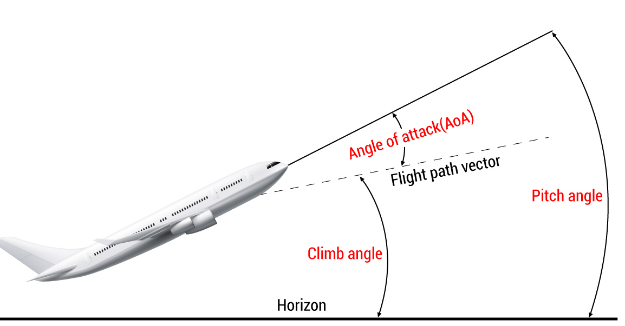 Angle of attack(AoA)
Flight path vector
Pitch angle
Climb angle
Horizon